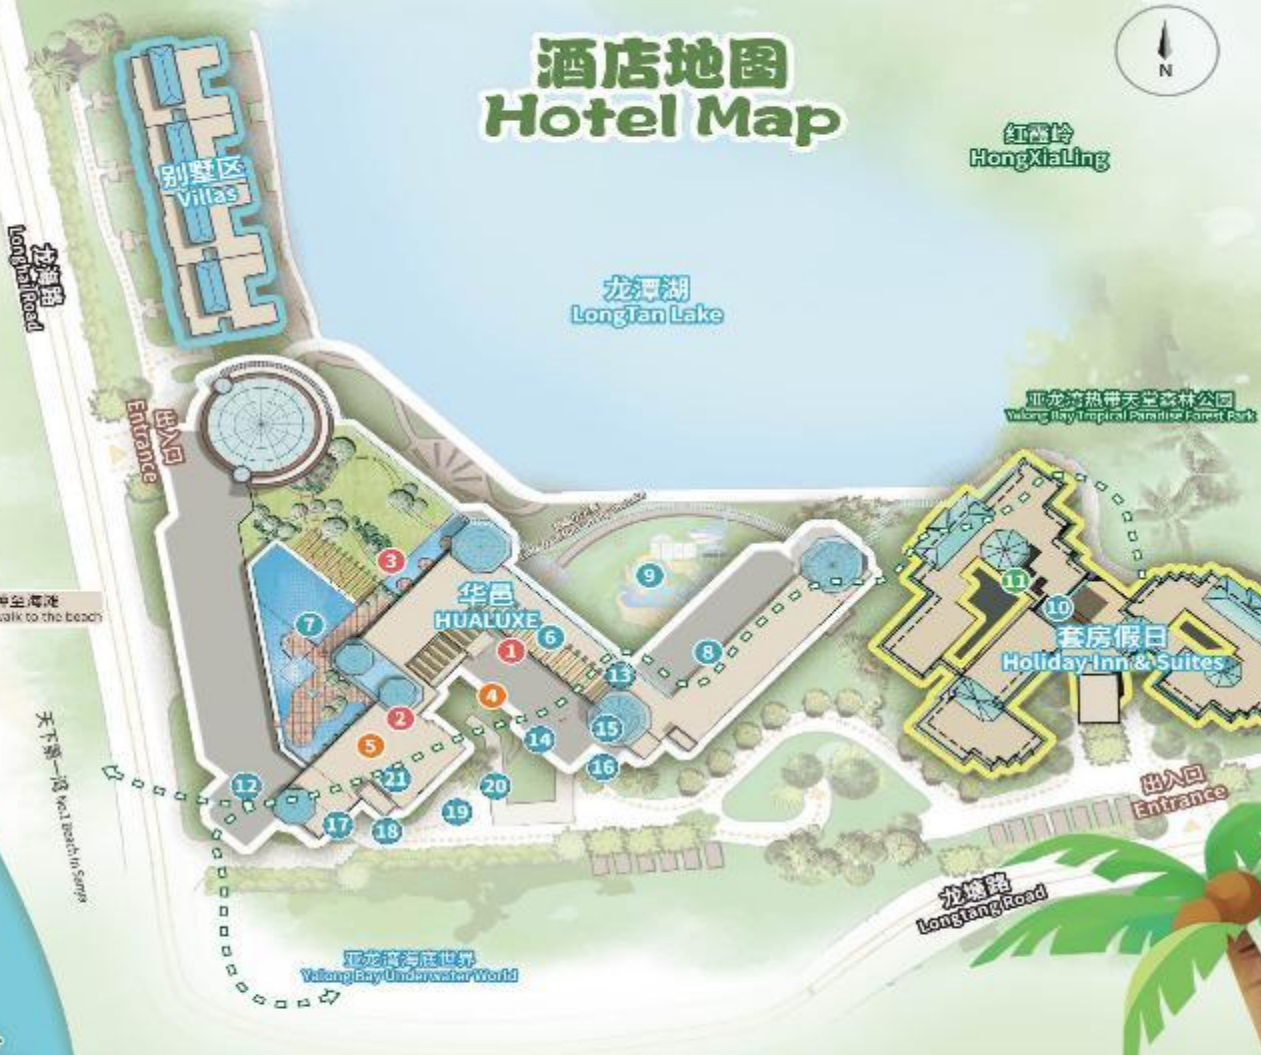 酒店地图
Hotel Map
N
红霞岭
HongXiaLing
别墅区
Villas
龙海路
Longhai Road
龙潭湖
LongTan Lake
亚龙湾热带天堂森林公园
Yalong Bay Tropical Paradise Forest Park
出入口
Entrance
3
9
11
10
华邑
HUALUXE
至海滩
walk to the beach
7
1
6
8
套房假日
Holiday Inn & Suites
13
4
2
15
5
14
16
21
12
20
19
17
18
出入口
Entrance
天下第一湾 No.1 Beach In Sanya
龙塘路
Longtang Road
亚龙湾海底世界
Yalong Bay Underwater World